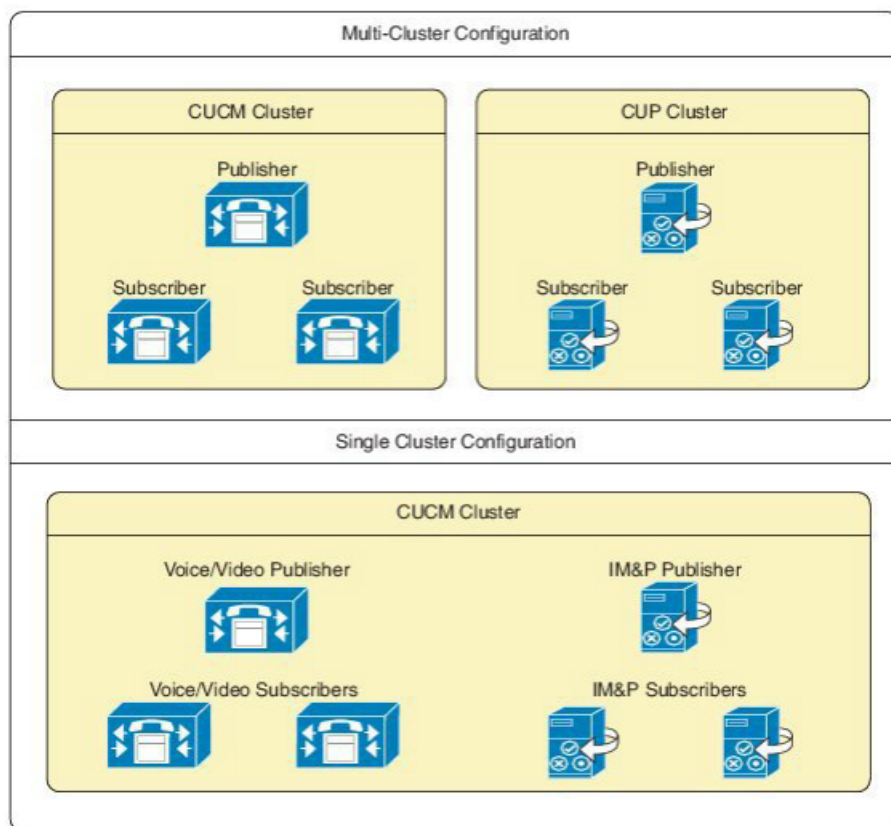 Multi-Cluster Configuration
CUCM Cluster
Publisher
Subscriber Subscriber
CUP Cluster
Publisher
Subscriber Subscriber
Single Cluster Configuration
CUCM Cluster
Voice/Video Publisher
Voice/Video Subscribers
IM&P Publisher
IM&P Subscribers